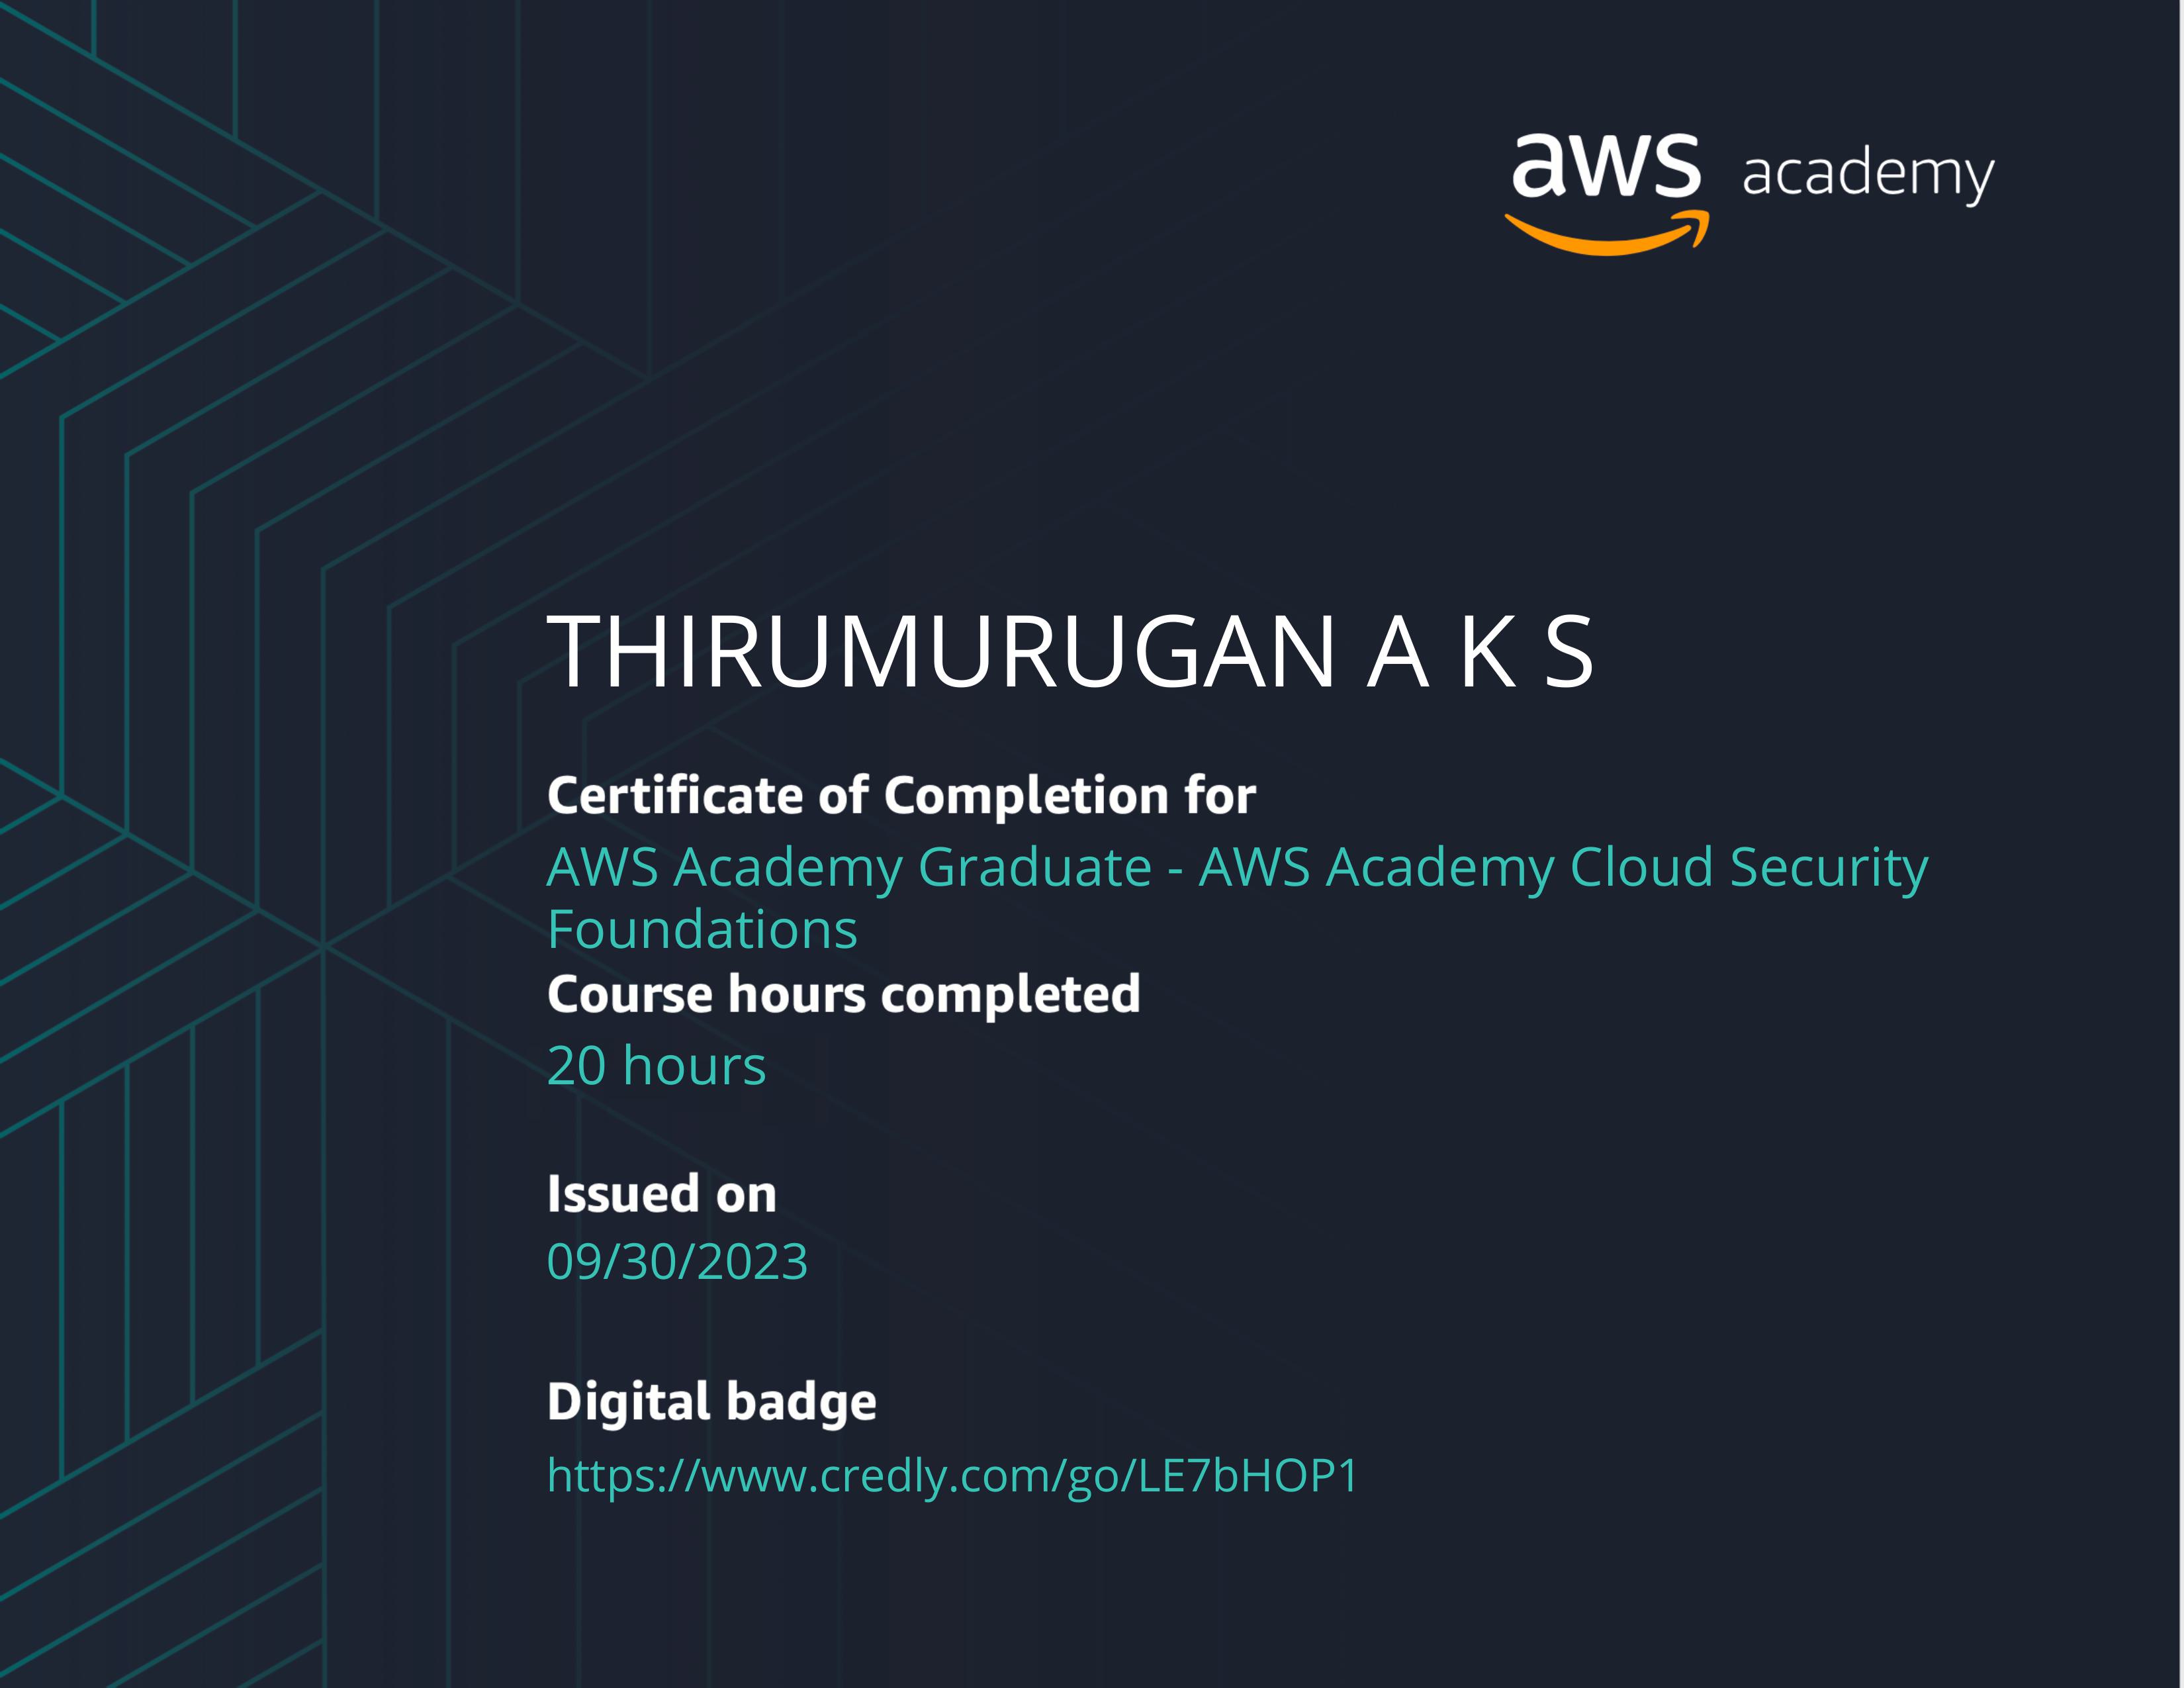 aws academy
THIRUMURUGAN A K S
Certificate of Completion for
AWS Academy Graduate - AWS Academy Cloud Security
Foundations
Course hours completed
20 hours
Issued on
09/30/2023
Digital badge
https://www.credly.com/go/LE7bHOP1